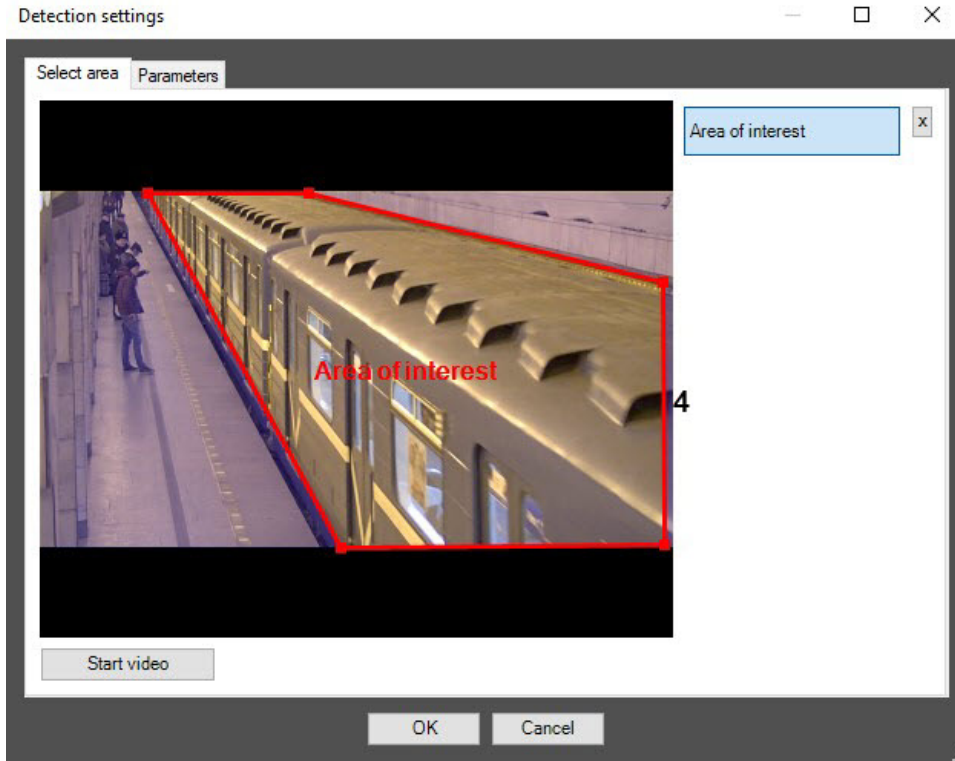 Detection settings
Select area
Parameters
Area of interest
x
Area of interest
4
Start video
OK
Cancel